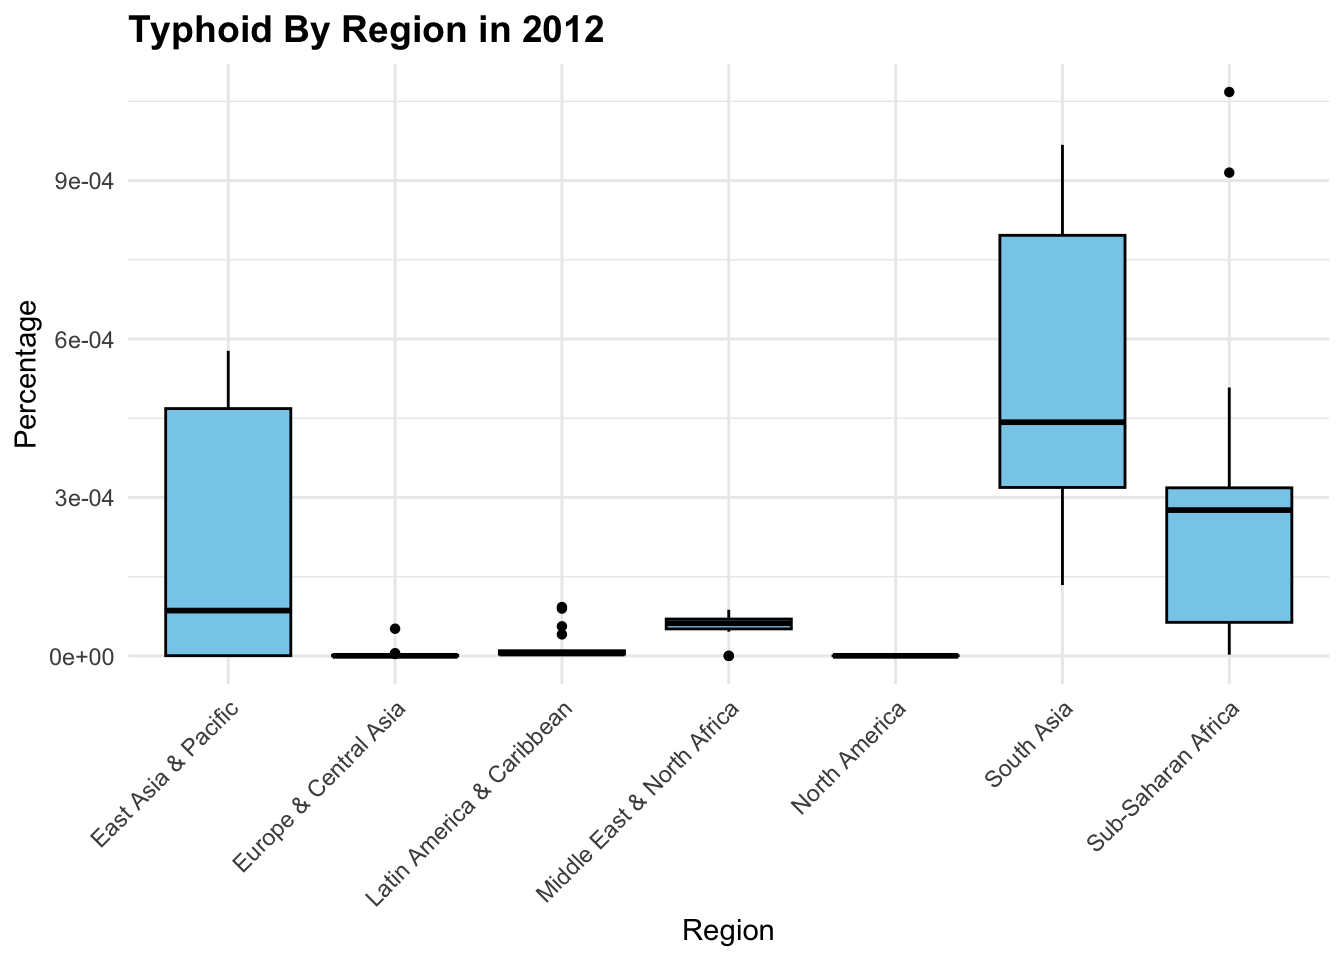 Typhoid By Region in 2012
Percentage
9e-04
6e-04
3e-04
0e+00
East Asia & Pacific
Europe & Central Asia
Latin America & Caribbean
Middle East & North Africa
North America
South Asia
Sub-Saharan Africa
Region